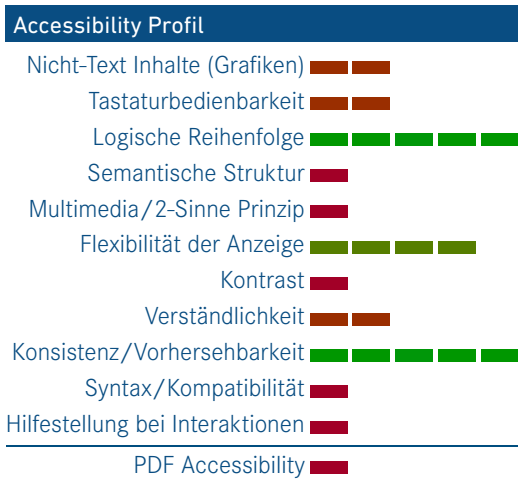 Accessibility Profil
Nicht-Text Inhalte (Grafiken)
Tastaturbedienbarkeit
Logische Reihenfolge
Semantische Struktur
Multimedia/2-Sinne Prinzip
Flexibilität der Anzeige
Kontrast
Verständlichkeit
Konsistenz/Vorhersehbarkeit
Syntax/Kompatibilität
Hilfestellung bei Interaktionen
PDF Accessibility